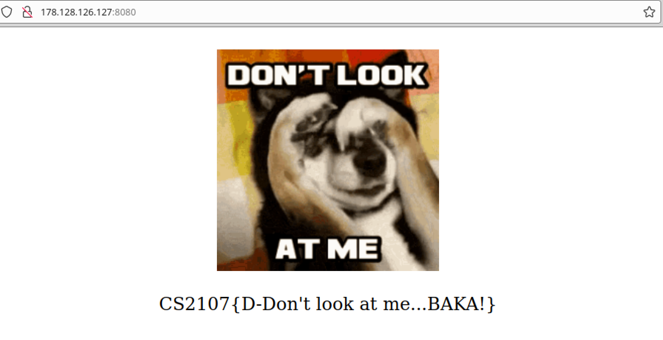 178.128.126.127:8080
DON'T LOOK
AT ME
CS2107{D-Don't look at me...BAKA!}